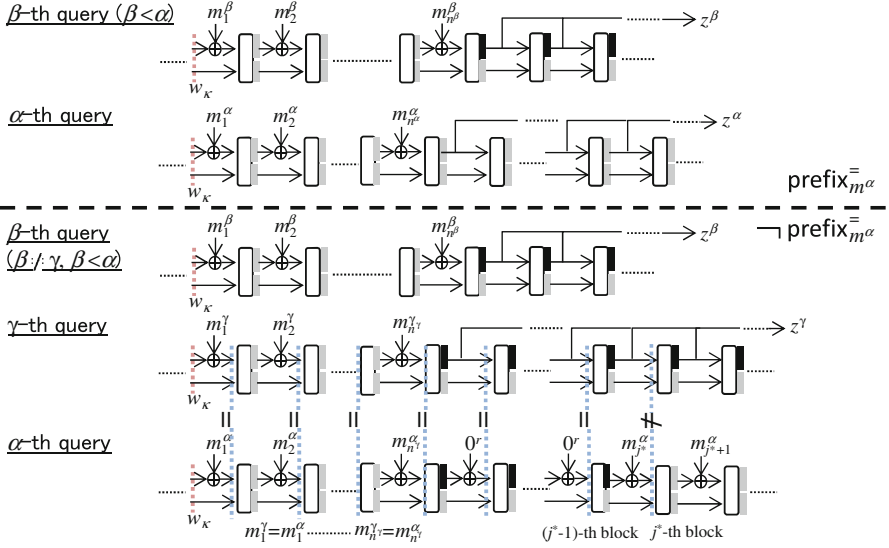 β-th query (β<α)
m₁^β m₂^β m_{n^β}^β z^β
w_κ
α-th query
m₁^α m₂^α m_{n^α}^α z^α
w_κ
prefix_{m^α}^=
β-th query
(β≠γ, β<α)
m₁^β m₂^β m_{n^β}^β z^β
¬ prefix_{m^α}^=
w_κ
γ-th query
m₁^γ m₂^γ m_{n^γ}^γ z^γ
w_κ
= = = = = = ≠
α-th query
m₁^α m₂^α m_{n^γ}^α 0^r 0^r m_{j*}^α m_{j*+1}^α
w_κ
m₁^γ=m₁^α ⋯⋯ m_{n^γ}^γ=m_{n^γ}^α (j*-1)-th block j*-th block